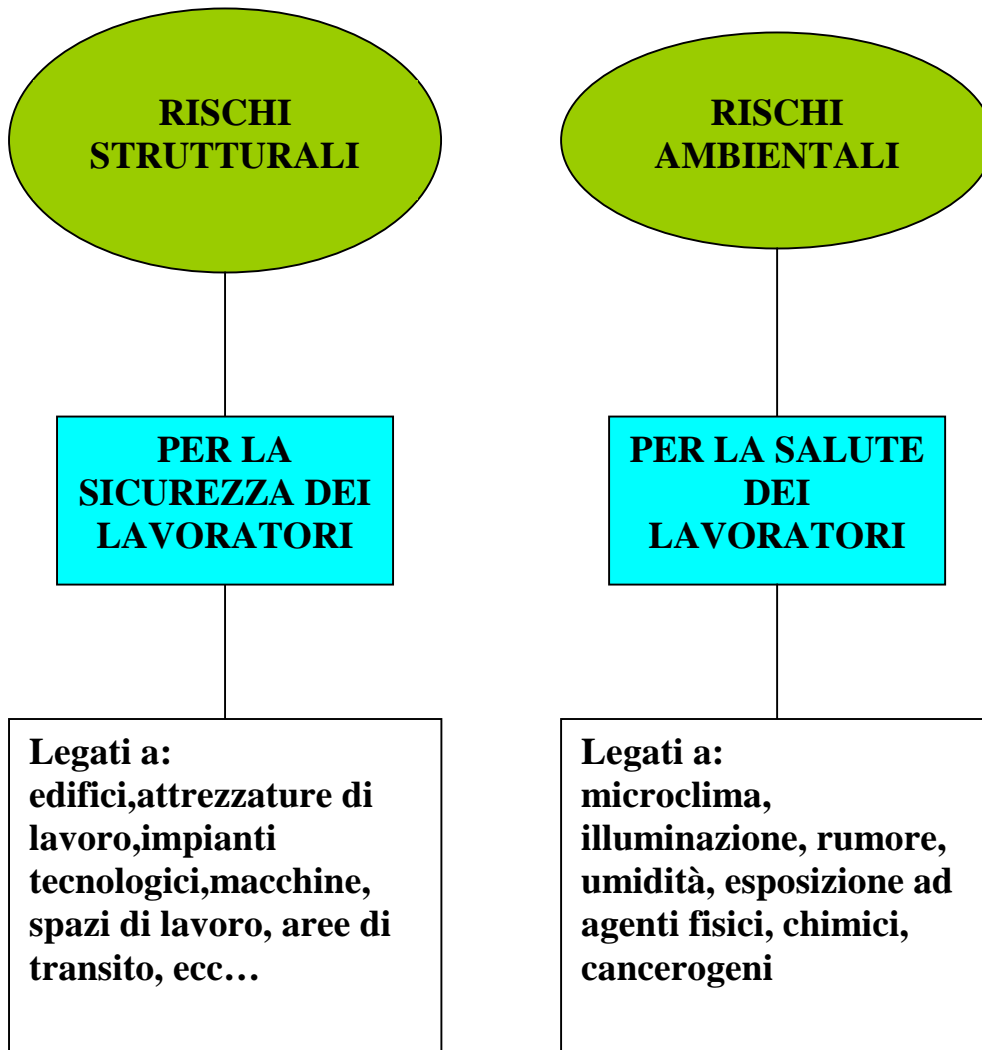 RISCHI
STRUTTURALI
PER LA
SICUREZZA DEI
LAVORATORI
Legati a:
edifici,attrezzature di
lavoro,impianti
tecnologici,macchine,
spazi di lavoro, aree di
transito, ecc…
RISCHI
AMBIENTALI
PER LA SALUTE
DEI
LAVORATORI
Legati a:
microclima,
illuminazione, rumore,
umidità, esposizione ad
agenti fisici, chimici,
cancerogeni